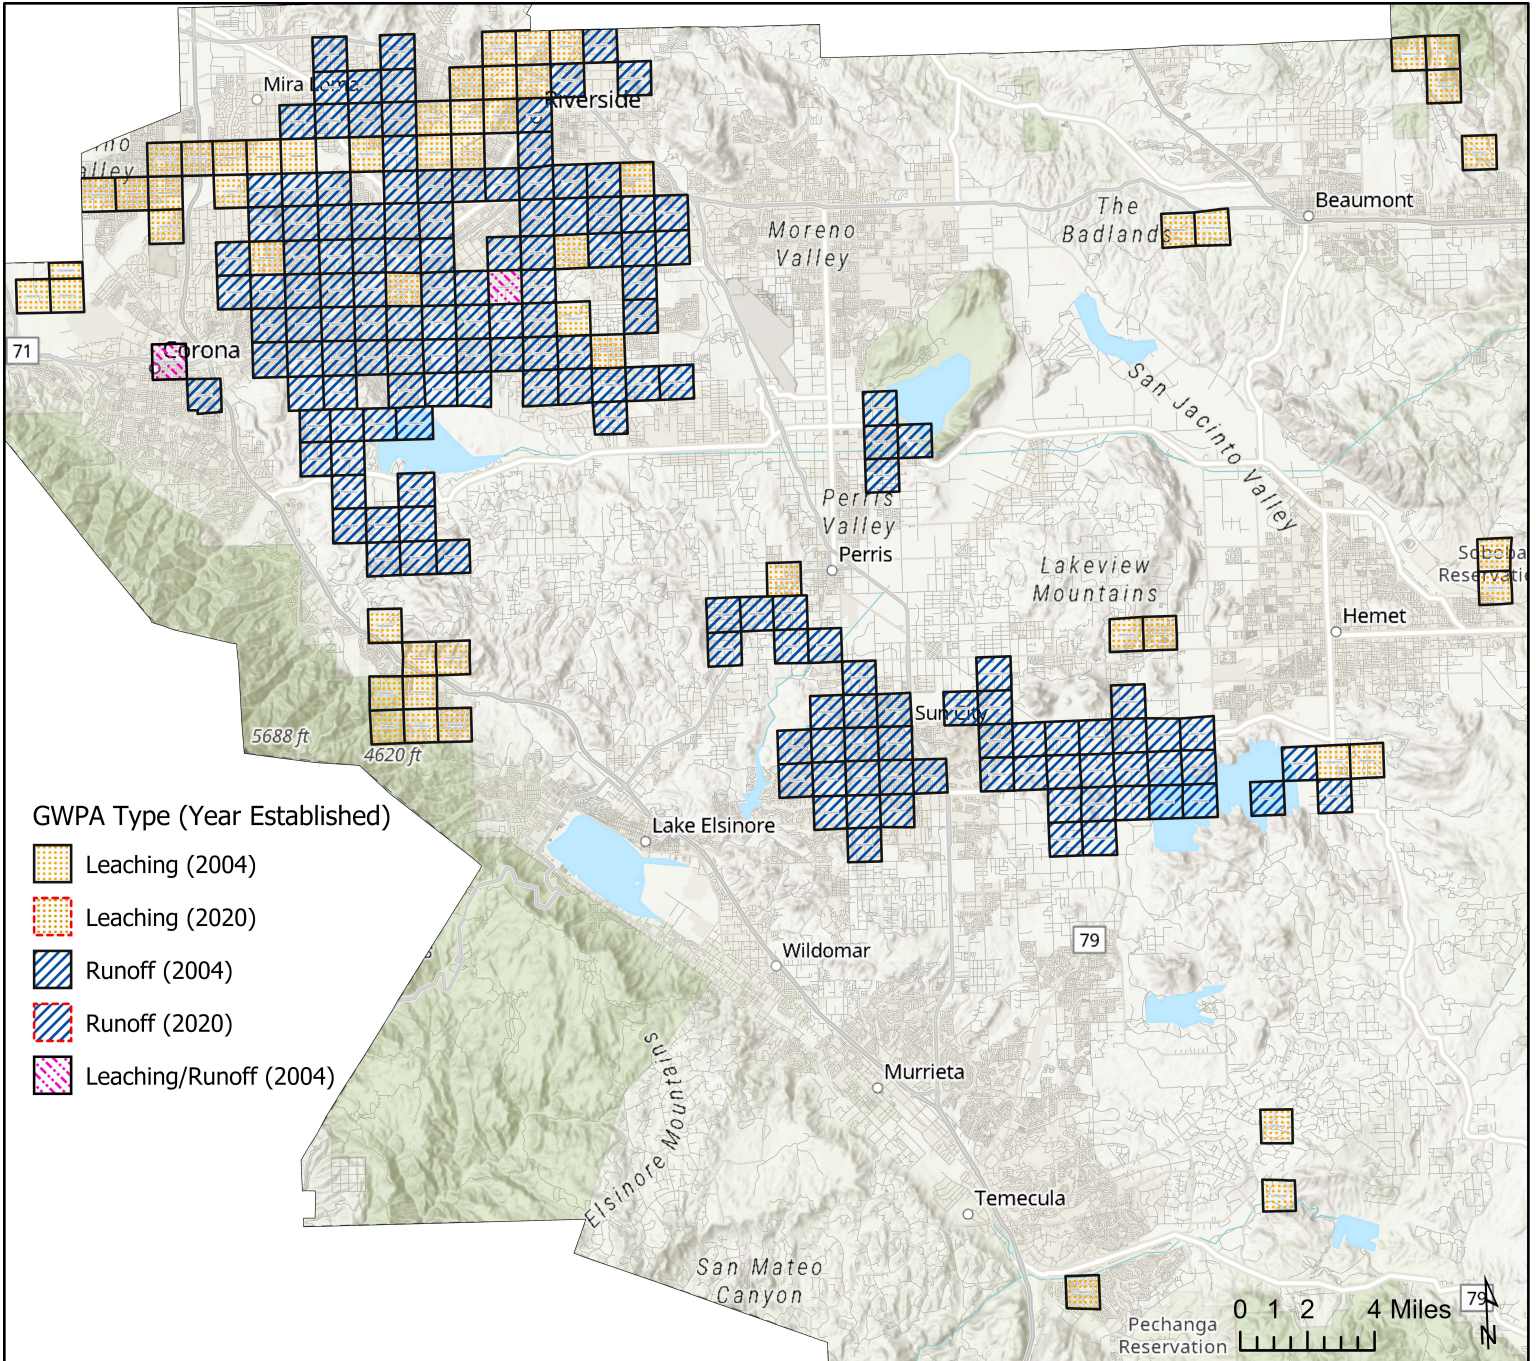 Mira Loma
Riverside
alley
Beaumont
The
Badlands
Moreno
Valley
71
Corona
San Jacinto Valley
Perris
Valley
Perris
Lakeview
Mountains
Hemet
Sun City
5688 ft
4620 ft
GWPA Type (Year Established)
Leaching (2004)
Leaching (2020)
Runoff (2004)
Runoff (2020)
Leaching/Runoff (2004)
Lake Elsinore
Wildomar
79
Elsinore Mountains
Murrieta
Temecula
San Mateo
Canyon
Pechanga
Reservation
0 1 2 4 Miles
79
N